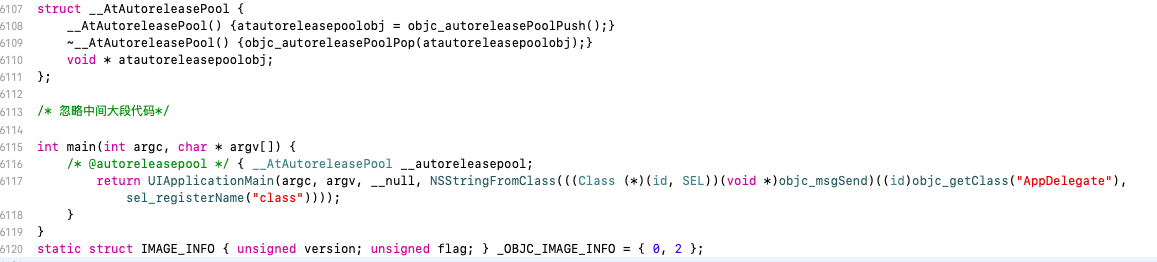 6107 struct __AtAutoreleasePool {
6108     __AtAutoreleasePool() {atautoreleasepoolobj = objc_autoreleasePoolPush();}
6109     ~__AtAutoreleasePool() {objc_autoreleasePoolPop(atautoreleasepoolobj);}
6110     void * atautoreleasepoolobj;
6111 };
6112
6113 /* 忽略中间大段代码*/
6114
6115 int main(int argc, char * argv[]) {
6116     /* @autoreleasepool */ { __AtAutoreleasePool __autoreleasepool;
6117         return UIApplicationMain(argc, argv, __null, NSStringFromClass(((Class (*)(id, SEL))(void *)objc_msgSend)((id)objc_getClass("AppDelegate"),
            sel_registerName("class"))));
6118     }
6119 }
6120 static struct IMAGE_INFO { unsigned version; unsigned flag; } _OBJC_IMAGE_INFO = { 0, 2 };